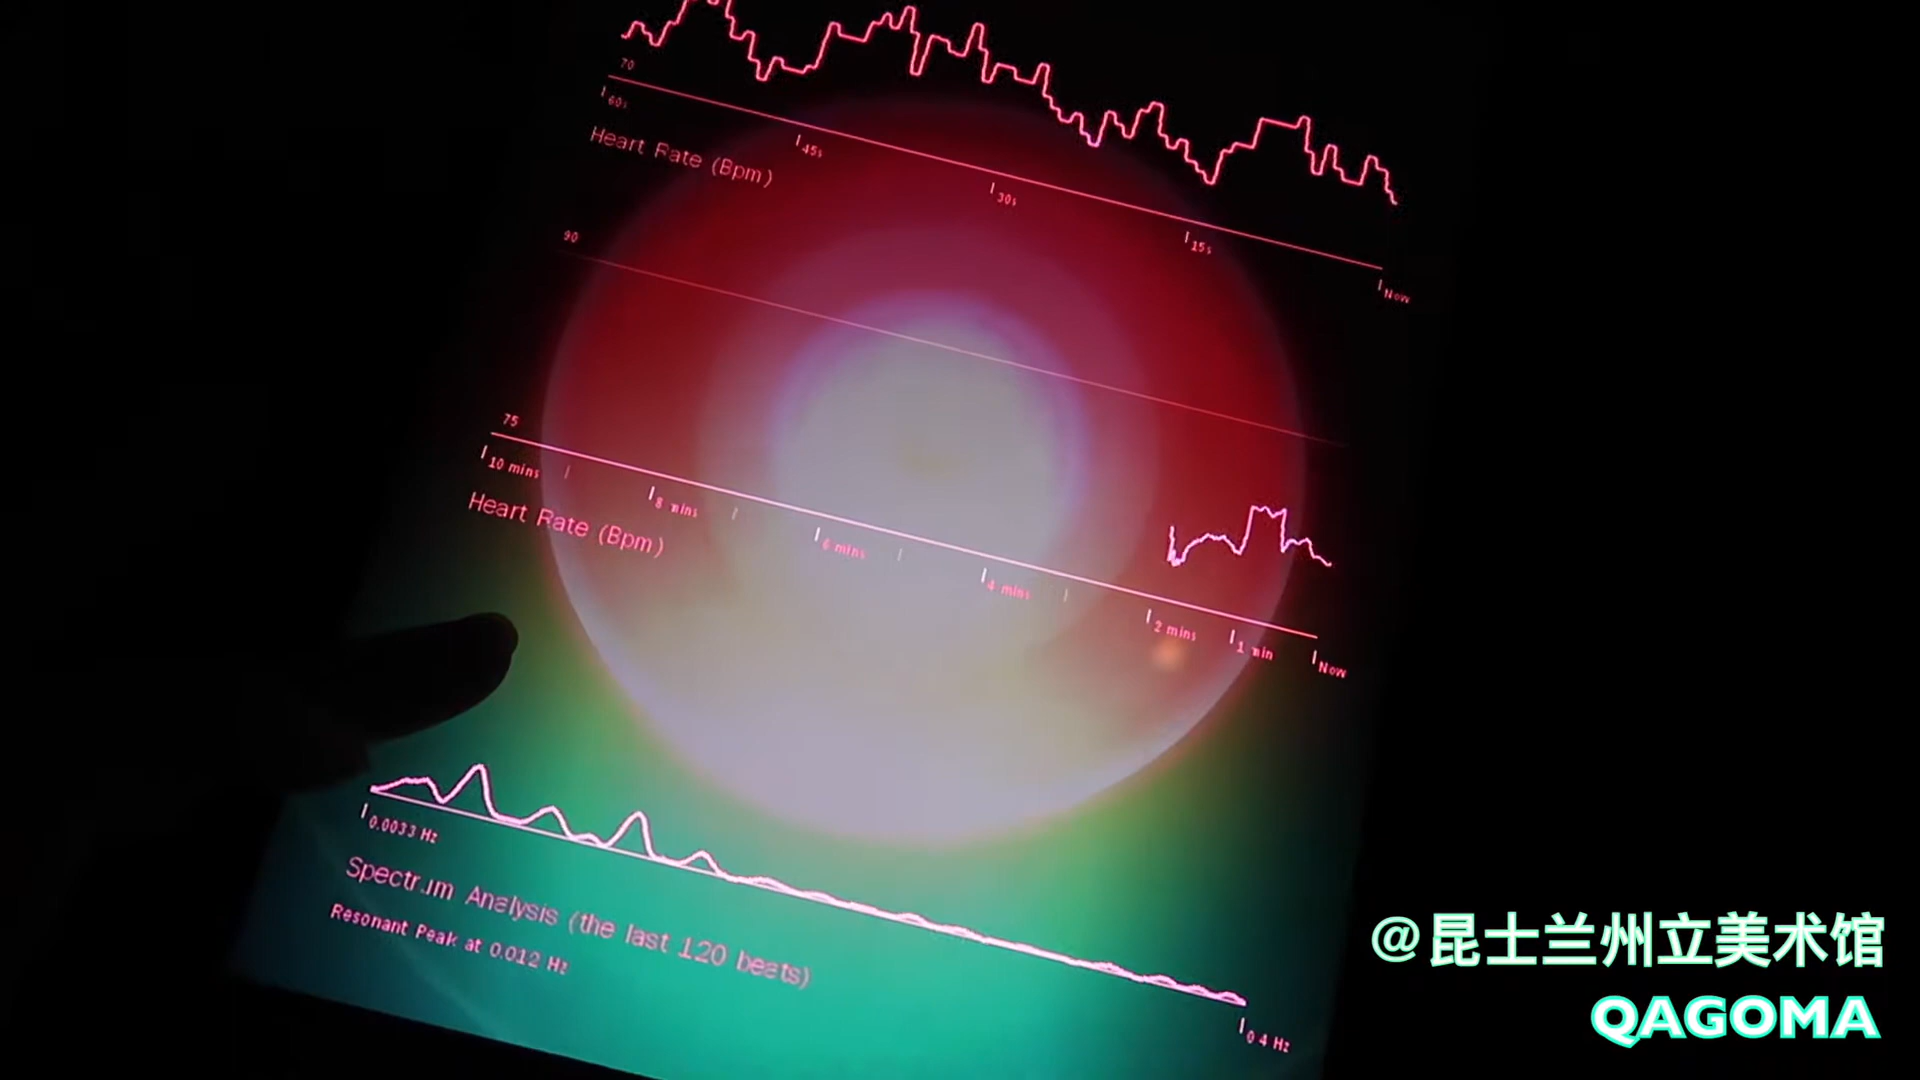 70
60s
45s
30s
15s
Now
Heart Rate (Bpm)
90
75
10 mins
8 mins
6 mins
4 mins
2 mins
1 min
Now
Heart Rate (Bpm)
0.0033 Hz
0.4 Hz
Spectrum Analysis (the last 120 beats)
Resonant Peak at 0.012 Hz
@昆士兰州立美术馆
QAGOMA